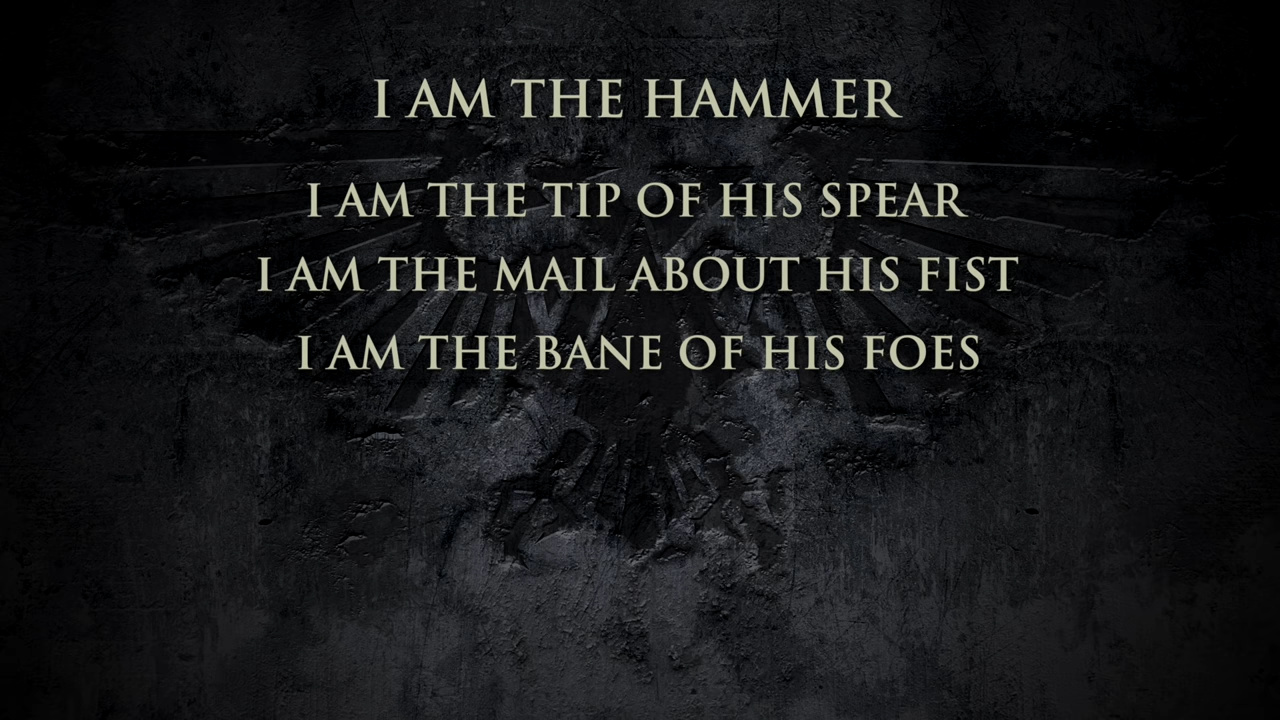 I AM THE HAMMER
I AM THE TIP OF HIS SPEAR
I AM THE MAIL ABOUT HIS FIST
I AM THE BANE OF HIS FOES